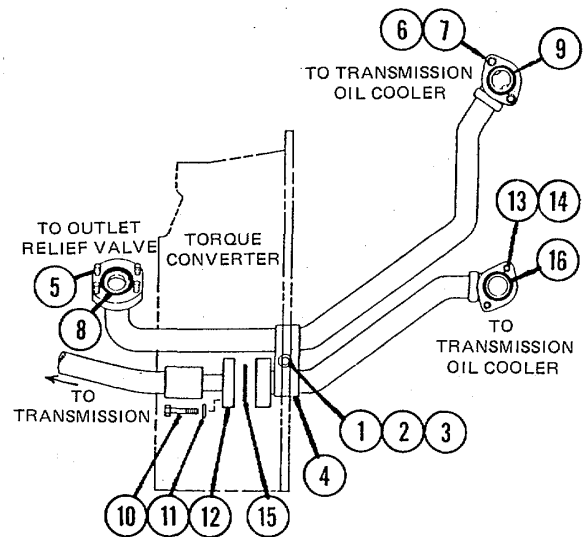 6 7 9
TO TRANSMISSION
OIL COOLER
13 14
TO OUTLET
RELIEF VALVE
TORQUE
CONVERTER
5
16
8
TO
TRANSMISSION
OIL COOLER
TO
TRANSMISSION
1 2 3
4
10 11 12 15